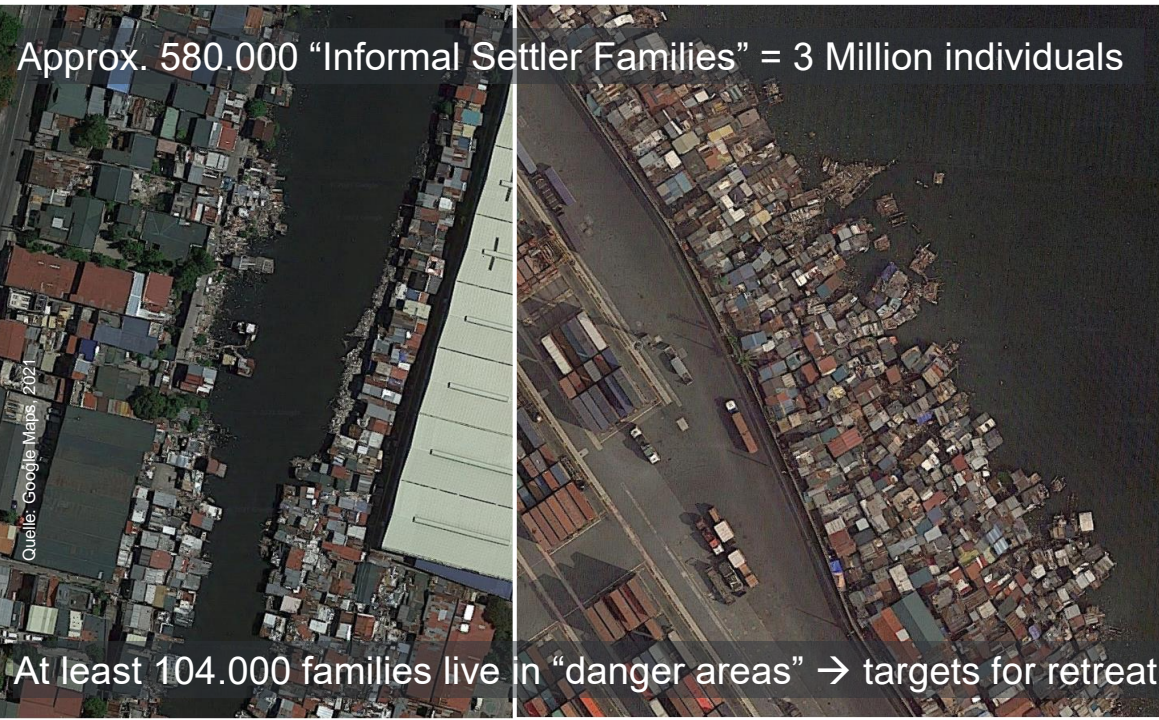 Approx. 580.000 “Informal Settler Families” = 3 Million individuals
Quelle: Google Maps, 2021
At least 104.000 families live in “danger areas” → targets for retreat